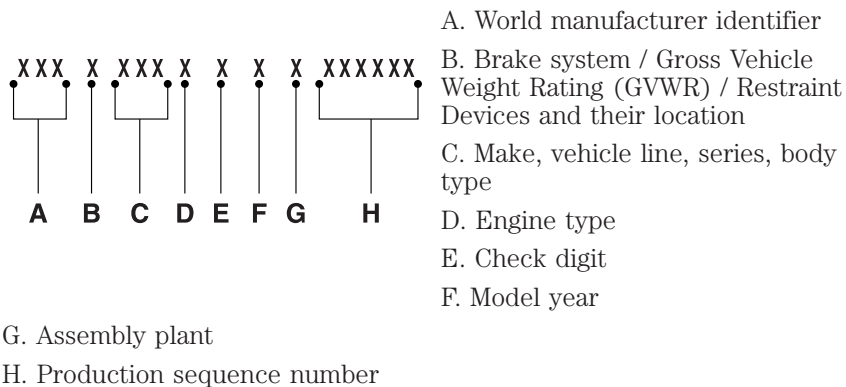 XXX X XXX X X X X XXXXXX
A B C D E F G H
A. World manufacturer identifier
B. Brake system / Gross Vehicle
Weight Rating (GVWR) / Restraint
Devices and their location
C. Make, vehicle line, series, body
type
D. Engine type
E. Check digit
F. Model year
G. Assembly plant
H. Production sequence number